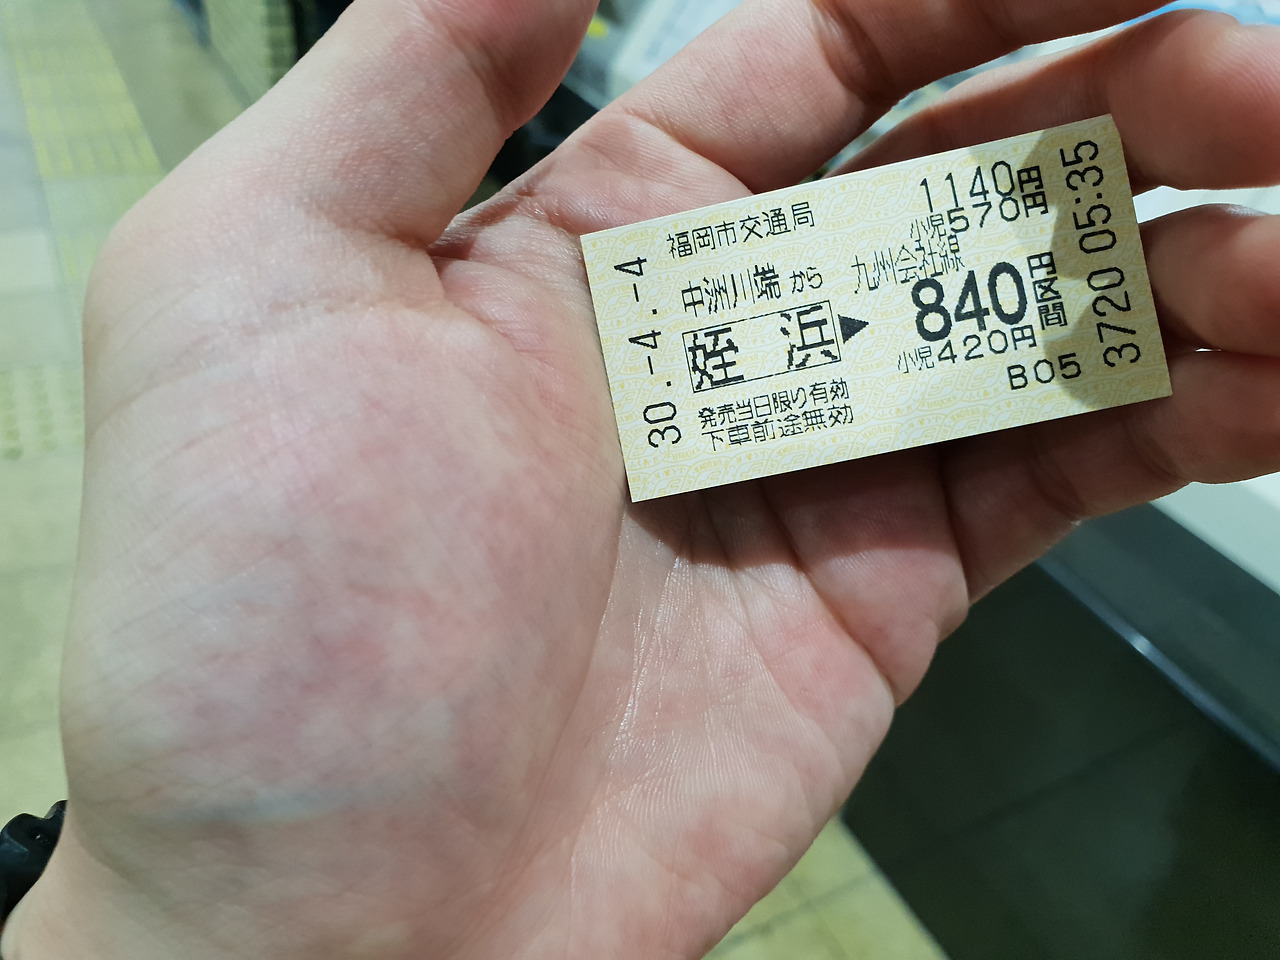 福岡市交通局
中洲川端から
姪浜▶
発売当日限り有効
下車前途無効
1140円
小児570円
九州会社線
840円区間
小児420円
B05
30.-4.-4
3720 05:35